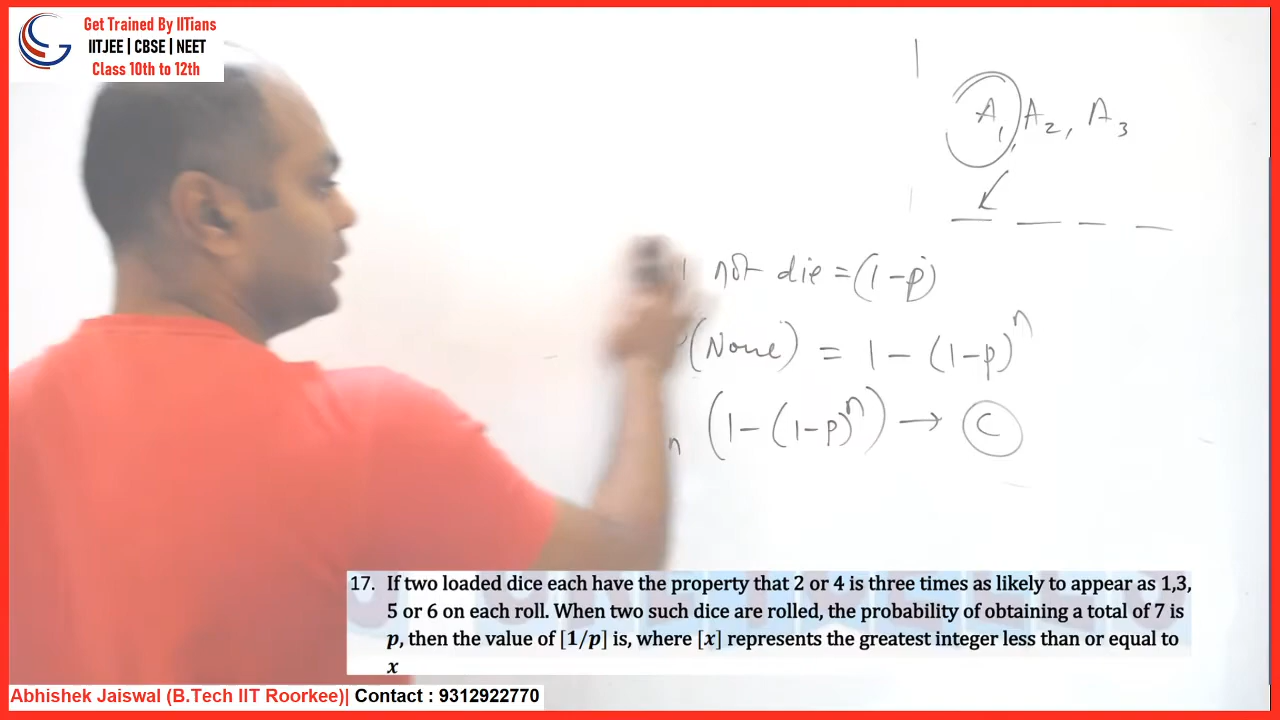 Get Trained By IITians
IITJEE | CBSE | NEET
Class 10th to 12th
A₁, A₂, A₃
not die = (1-p)
(None) = 1 - (1-p)ⁿ
n (1-(1-p)ⁿ) → C
17. If two loaded dice each have the property that 2 or 4 is three times as likely to appear as 1,3,
5 or 6 on each roll. When two such dice are rolled, the probability of obtaining a total of 7 is
p, then the value of [1/p] is, where [x] represents the greatest integer less than or equal to
x
Abhishek Jaiswal (B.Tech IIT Roorkee)| Contact : 9312922770